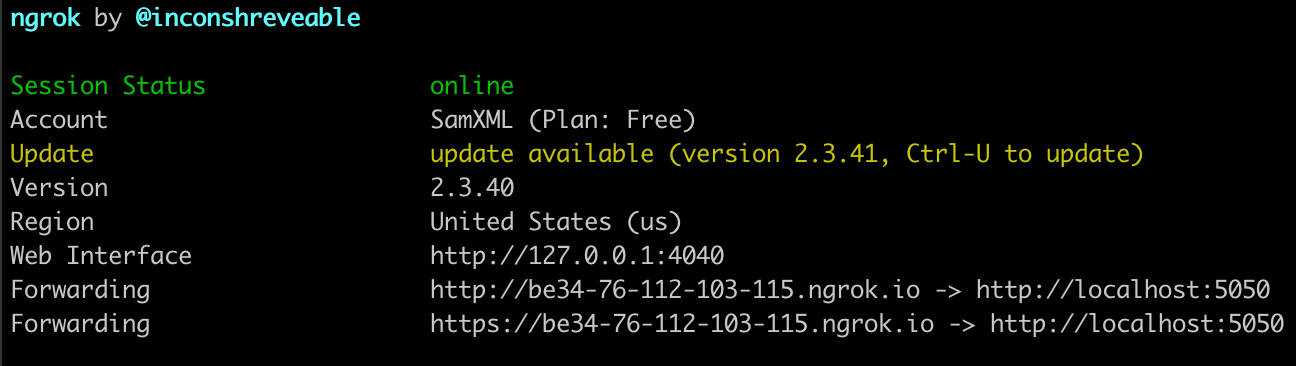 ngrok by @inconshreveable
Session Status online
Account SamXML (Plan: Free)
Update update available (version 2.3.41, Ctrl-U to update)
Version 2.3.40
Region United States (us)
Web Interface http://127.0.0.1:4040
Forwarding http://be34-76-112-103-115.ngrok.io -> http://localhost:5050
Forwarding https://be34-76-112-103-115.ngrok.io -> http://localhost:5050